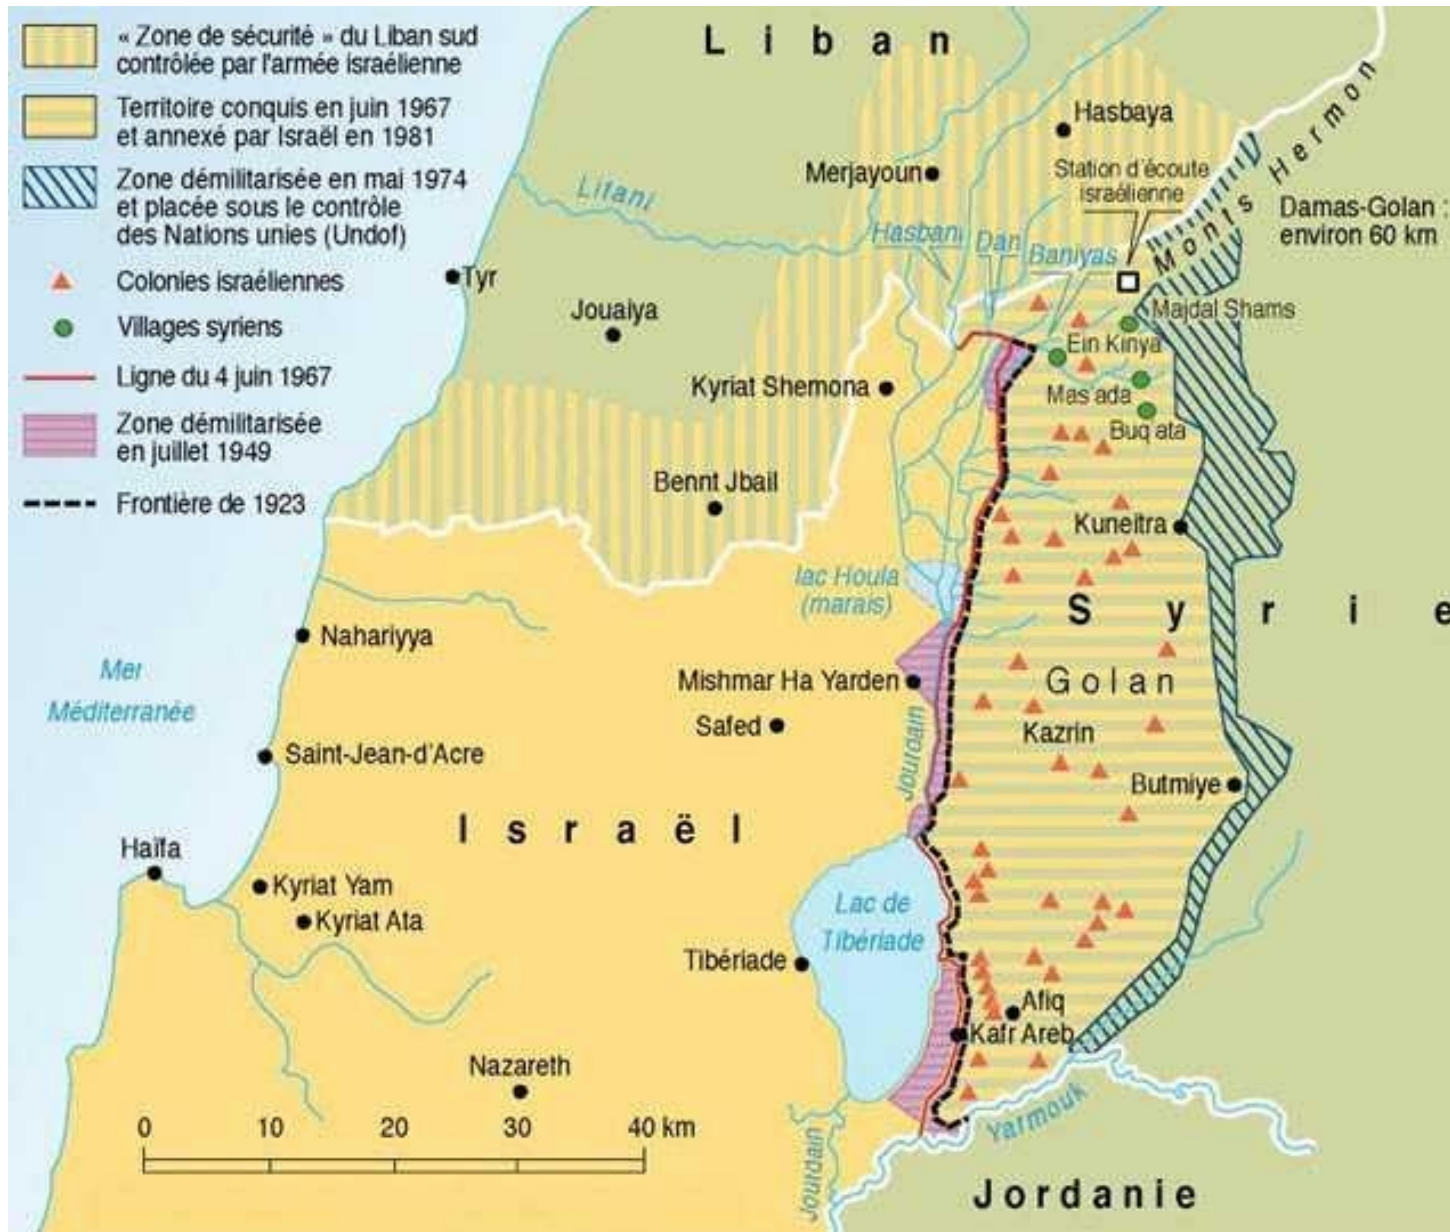 « Zone de sécurité » du Liban sud
contrôlée par l'armée israélienne
Territoire conquis en juin 1967
et annexé par Israël en 1981
Zone démilitarisée en mai 1974
et placée sous le contrôle
des Nations unies (Undof)
Colonies israéliennes
Villages syriens
Ligne du 4 juin 1967
Zone démilitarisée
en juillet 1949
Frontière de 1923
Liban
Hasbaya
Merjayoun
Station d'écoute
israélienne
Monts Hermon
Damas-Golan :
environ 60 km
Litani
Hasbani
Dan
Baniyas
Tyr
Jouaiya
Majdal Shams
Ein Kinya
Kyriat Shemona
Mas'ada
Buq'ata
Bennt Jbail
Kuneitra
lac Houla
(marais)
Syrie
Nahariyya
Mer
Méditerranée
Mishmar Ha Yarden
Golan
Safed
Kazrin
Saint-Jean-d'Acre
Jourdain
Butmiye
Israël
Haïfa
Kyriat Yam
Kyriat Ata
Lac de
Tibériade
Tibériade
Afiq
Kafr Areb
Nazareth
Yarmouk
0 10 20 30 40 km
Jourdain
Jordanie